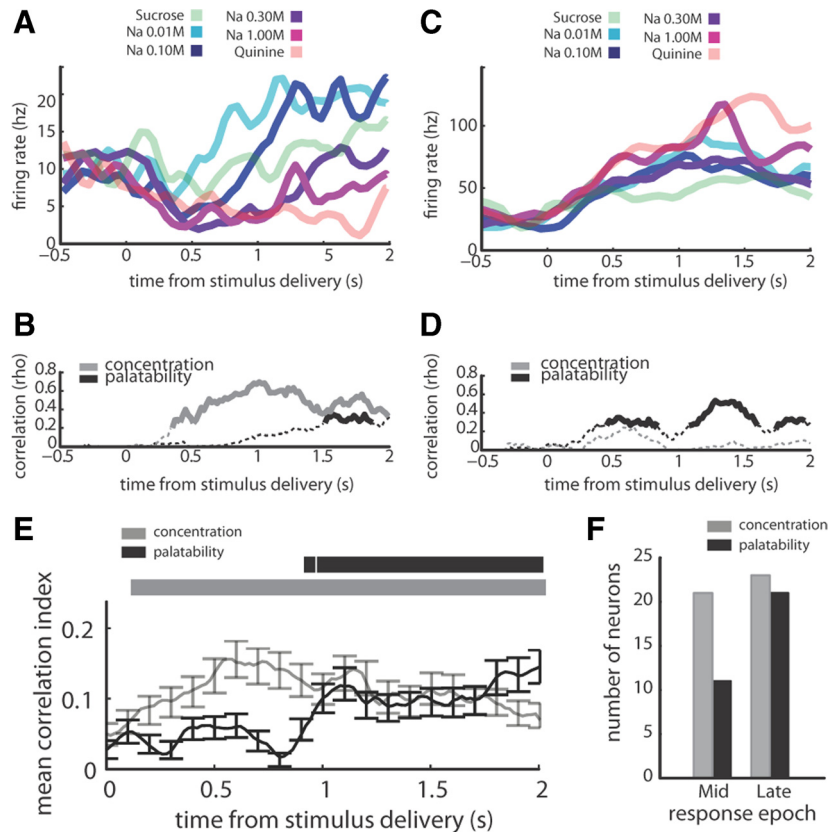 A
Sucrose
Na 0.01M
Na 0.10M
Na 0.30M
Na 1.00M
Quinine
firing rate (hz)
20
15
10
5
0
−0.5
0
.5
1
5
2
time from stimulus delivery (s)
C
Sucrose
Na 0.01M
Na 0.10M
Na 0.30M
Na 1.00M
Quinine
firing rate (hz)
100
50
0
−0.5
0
0.5
1
1.5
2
time from stimulus delivery (s)
B
concentration
palatability
correlation (rho)
0.8
0.6
0.4
0.2
0
−0.5
0
0.5
1
1.5
2
time from stimulus delivery (s)
D
concentration
palatability
correlation (rho)
0.8
0.6
0.4
0.2
0
−0.5
0
0.5
1
1.5
2
time from stimulus delivery (s)
E
concentration
palatability
mean correlation index
0.2
0.1
0
0
0.5
1
1.5
2
time from stimulus delivery (s)
F
concentration
palatability
number of neurons
25
20
15
10
5
0
Mid
Late
response epoch